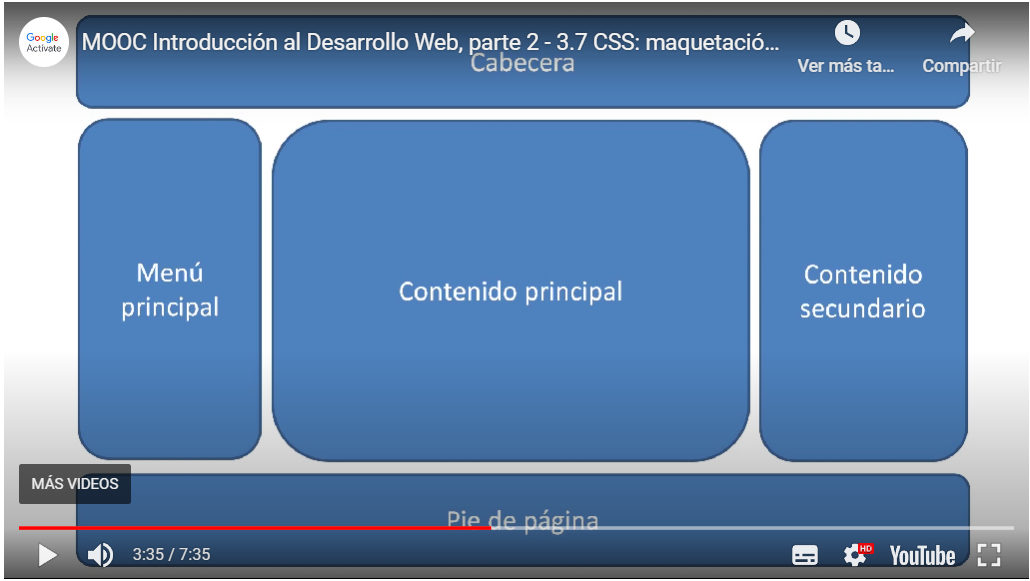 Google
Activate
MOOC Introducción al Desarrollo Web, parte 2 - 3.7 CSS: maquetació...
Ver más ta...
Compartir
Cabecera
Menú
principal
Contenido principal
Contenido
secundario
MÁS VIDEOS
Pie de página
3:35 / 7:35
HD
YouTube